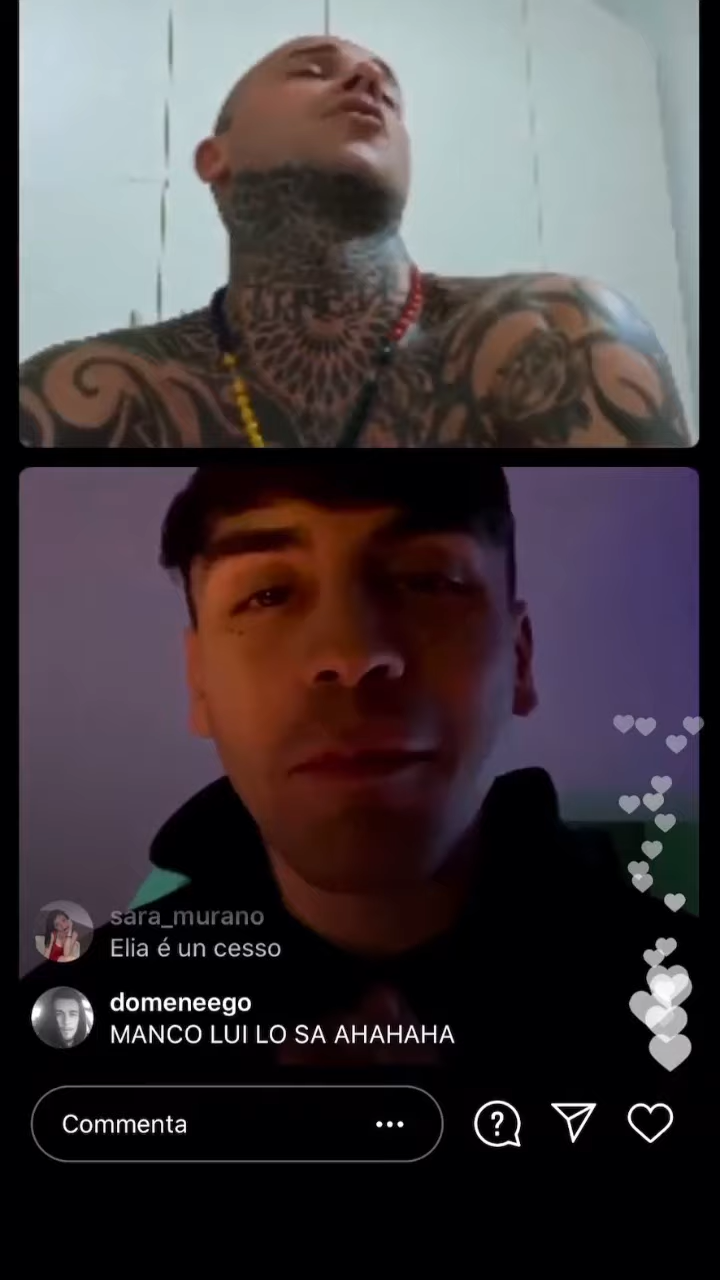 sara_murano
Elia é un cesso
domeneego
MANCO LUI LO SA AHAHAHA
Commenta